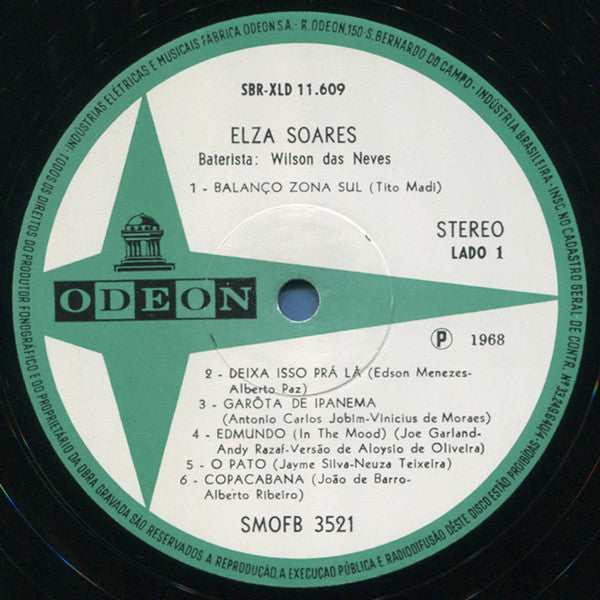 TODOS OS DIREITOS DO PRODUTOR FONOGRÁFICO E DO PROPRIETÁRIO DA OBRA GRAVADA SÃO RESERVADOS A REPRODUÇÃO, A EXECUÇAO PÚBLICA E RADIODIFUSÃO DÊSTE DISCO ESTÃO PROIBÍDAS- INDÚSTRIAS ELÉTRICAS E MUSICAIS FÁBRICA ODEON S.A. - R. ODEON, 150 - S. BERNARDO DO CAMPO - INDÚSTRIA BRASILEIRA - INSC. NO CADASTRO GERAL DE CONTR.
SBR-XLD 11.609
ELZA SOARES
Baterista: Wilson das Neves
1 - BALANÇO ZONA SUL (Tito Madi)
STEREO
LADO 1
ODEON
P 1968
2 - DEIXA ISSO PRÁ LÁ (Edson Menezes-
Alberto Paz)
3 - GARÔTA DE IPANEMA
(Antonio Carlos Jobim-Vinicius de Moraes)
4 - EDMUNDO (In The Mood) (Joe Garland-
Andy Razaf-Versão de Aloysio de Oliveira)
5 - O PATO (Jayme Silva-Neuza Teixeira)
6 - COPACABANA (João de Barro-
Alberto Ribeiro)
SMOFB 3521